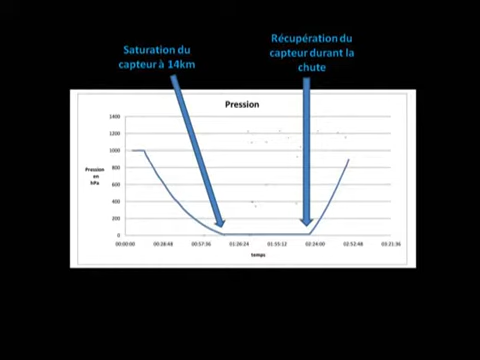 Saturation du
capteur à 14km
Récupération du
capteur durant la
chute
Pression
1400
1200
1000
800
600
400
200
0
Pression
en
hPa
00:00:00
00:28:48
00:57:36
01:26:24
01:55:12
02:24:00
02:52:48
03:21:36
temps